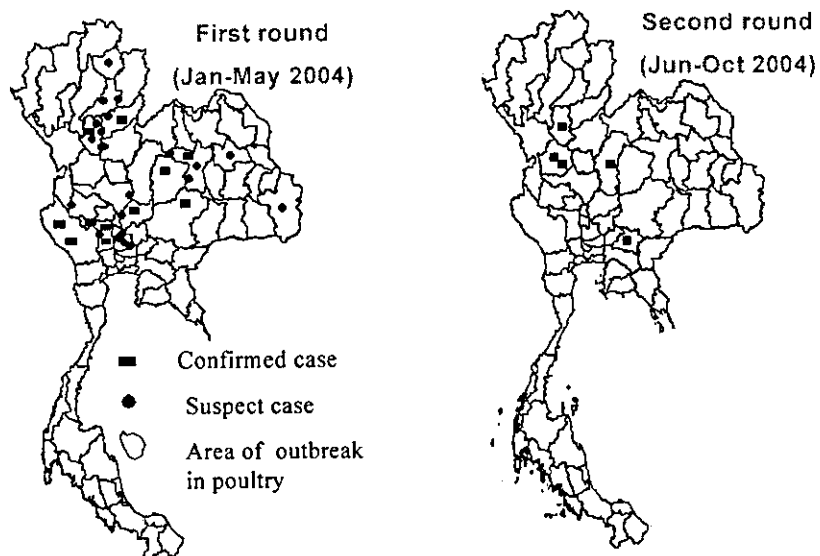 First round
(Jan-May 2004)
Second round
(Jun-Oct 2004)
Confirmed case
Suspect case
Area of outbreak
in poultry